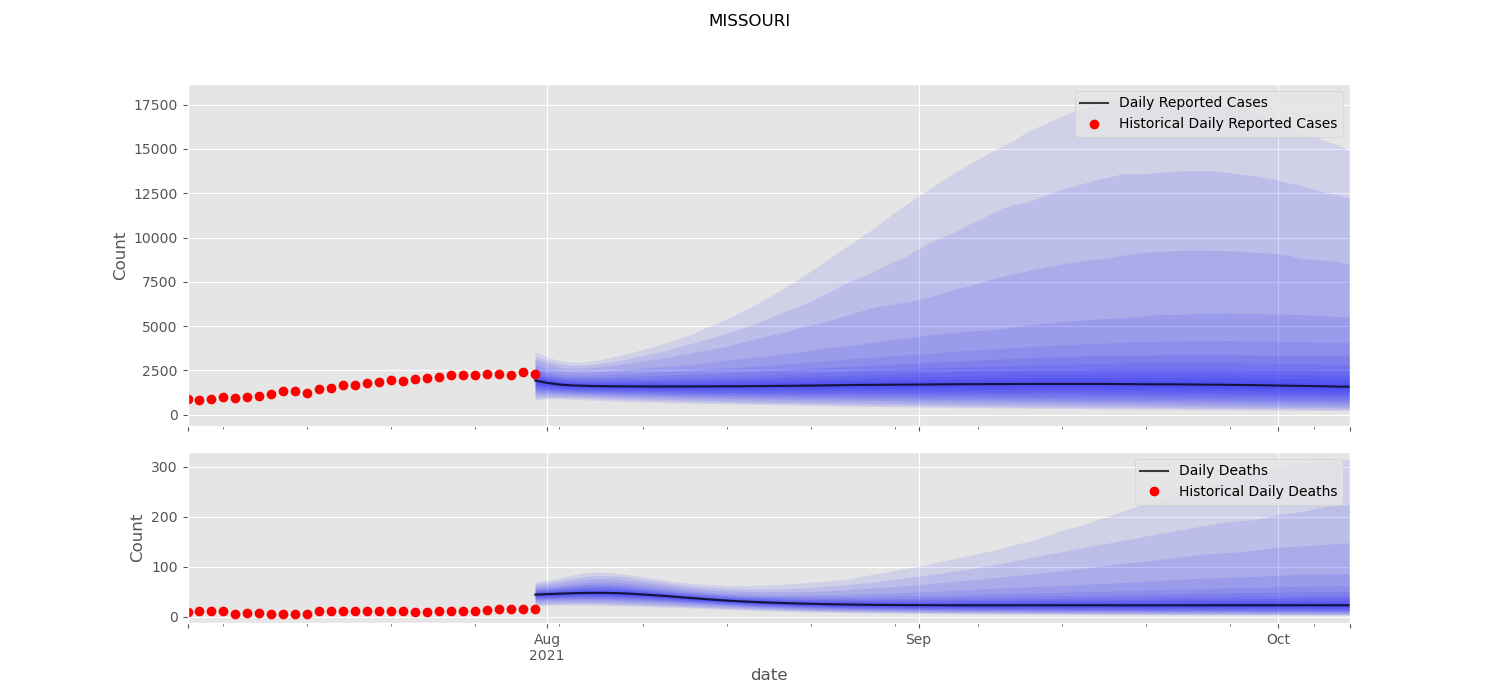 MISSOURI
17500
15000
12500
10000
7500
5000
2500
0
Count
Daily Reported Cases
Historical Daily Reported Cases
300
200
100
0
Count
Daily Deaths
Historical Daily Deaths
Aug
2021
Sep
Oct
date